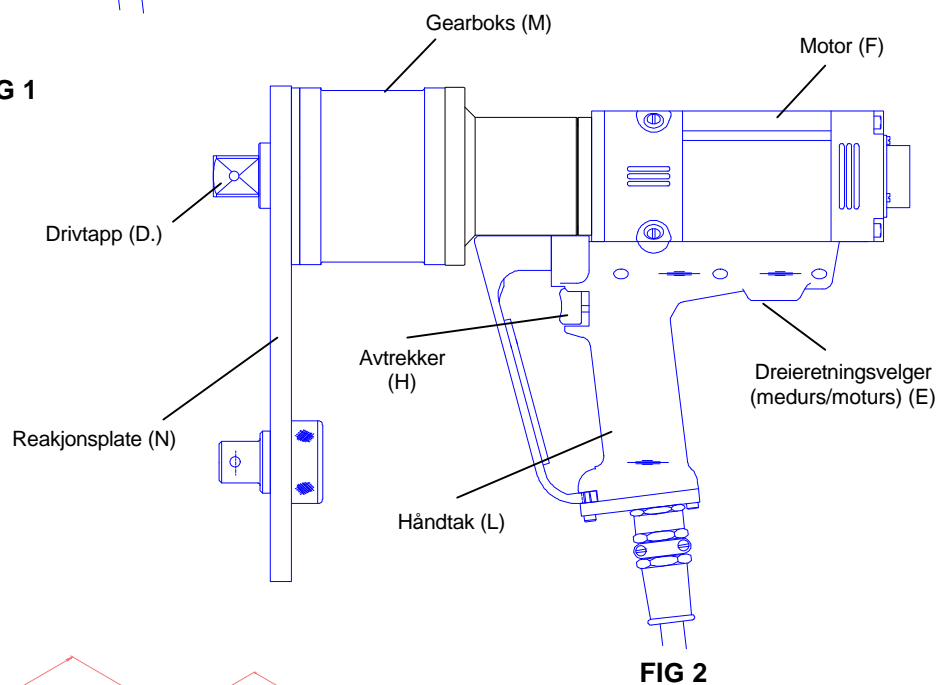 Gearboks (M)
Motor (F)
G 1
Drivtapp (D.)
Avtrekker
(H)
Dreieretningsvelger
(medurs/moturs) (E)
Reakjonsplate (N)
Håndtak (L)
FIG 2